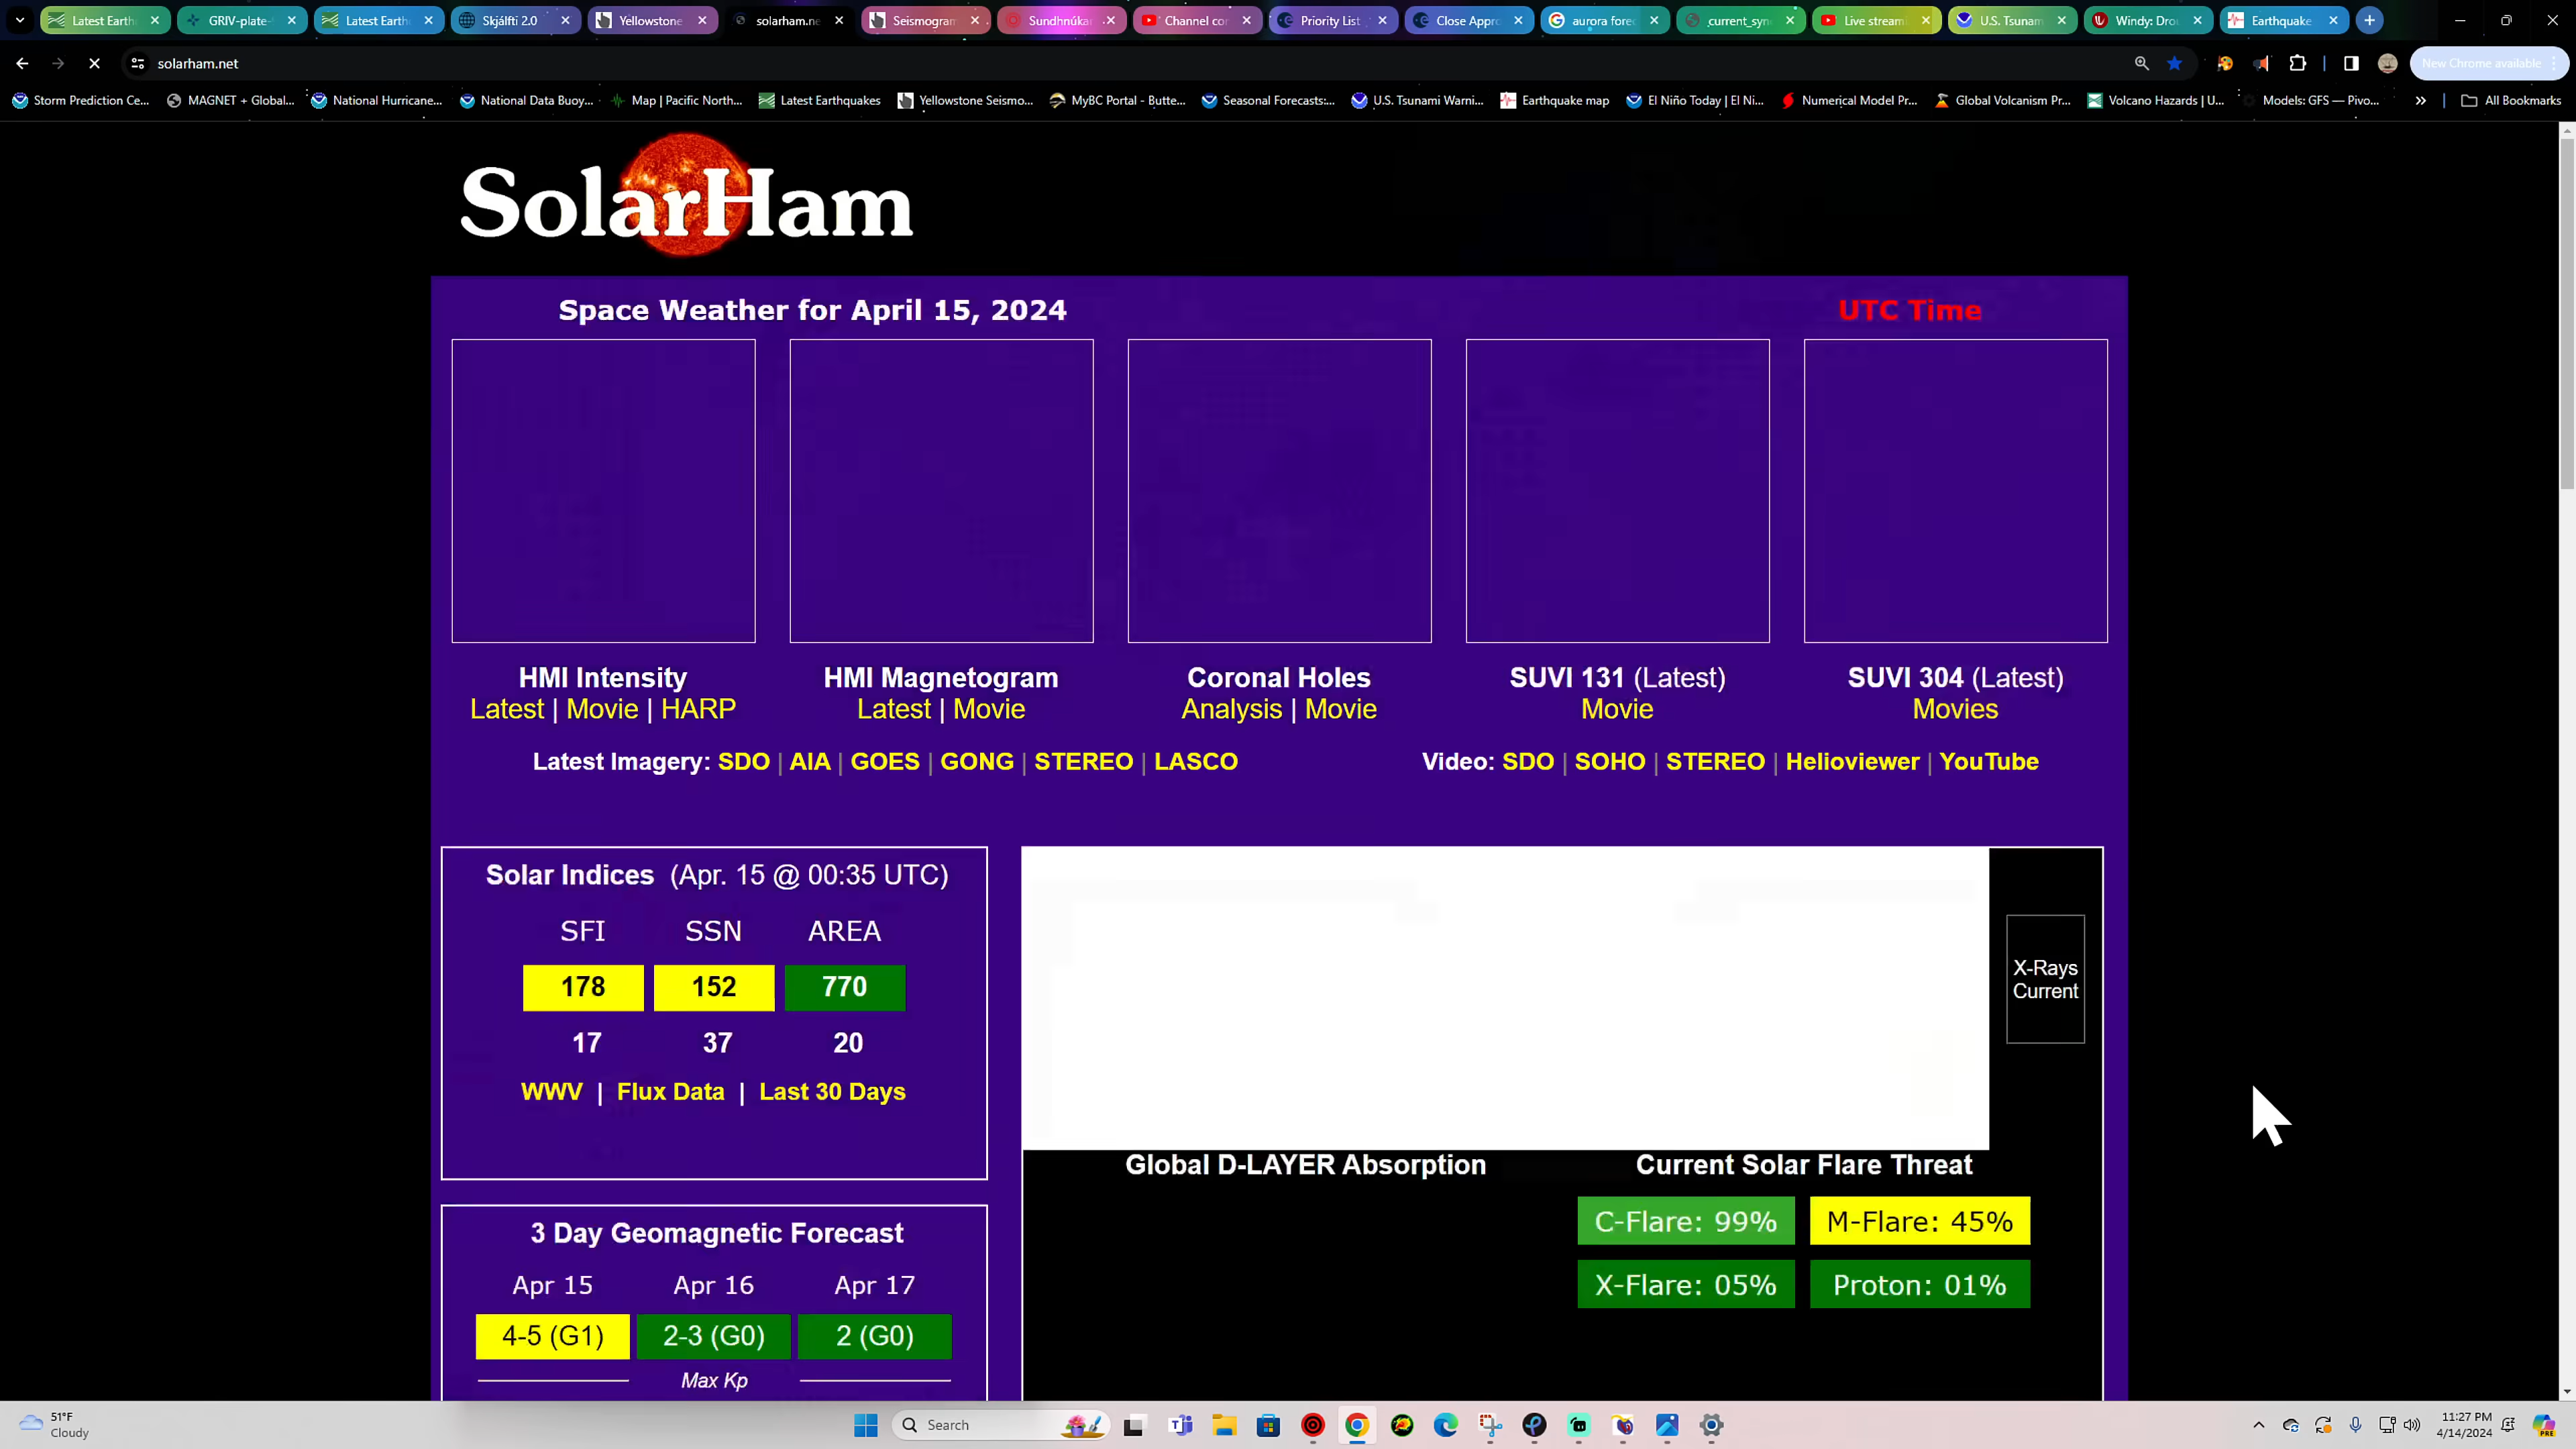 Latest Earth
GRIV-plate-
Latest Earth
Skjálfti 2.0
Yellowstone
solarham.ne
Seismogram
Sundhnúka
Channel co
Priority List
Close Appro
aurora fore
current_syn
Live stream
U.S. Tsunam
Windy: Dro
Earthquake
solarham.net
New Chrome available
Storm Prediction Ce...
MAGNET + Global...
National Hurricane...
National Data Buoy...
Map | Pacific North...
Latest Earthquakes
Yellowstone Seismo...
MyBC Portal - Butte...
Seasonal Forecasts:...
U.S. Tsunami Warni...
Earthquake map
El Niño Today | El Ni...
Numerical Model Pr...
Global Volcanism Pr...
Volcano Hazards | U...
Models: GFS — Pivo...
All Bookmarks
SolarHam
Space Weather for April 15, 2024
UTC Time
HMI Intensity
Latest | Movie | HARP
HMI Magnetogram
Latest | Movie
Coronal Holes
Analysis | Movie
SUVI 131 (Latest)
Movie
SUVI 304 (Latest)
Movies
Latest Imagery: SDO | AIA | GOES | GONG | STEREO | LASCO
Video: SDO | SOHO | STEREO | Helioviewer | YouTube
Solar Indices (Apr. 15 @ 00:35 UTC)
SFI SSN AREA
178 152 770
17 37 20
WWV | Flux Data | Last 30 Days
X-Rays
Current
Global D-LAYER Absorption
Current Solar Flare Threat
C-Flare: 99% M-Flare: 45%
X-Flare: 05% Proton: 01%
3 Day Geomagnetic Forecast
Apr 15 Apr 16 Apr 17
4-5 (G1) 2-3 (G0) 2 (G0)
Max Kp
51°F
Cloudy
Search
11:27 PM
4/14/2024
PRE